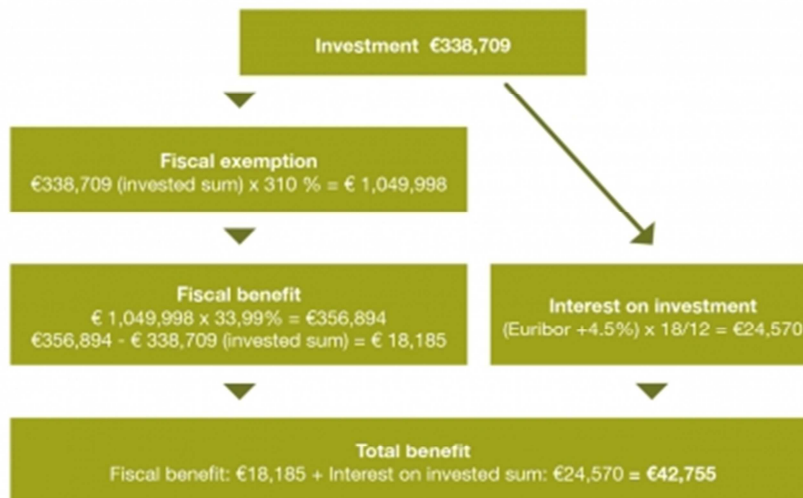 Investment €338,709
Fiscal exemption
€338,709 (invested sum) x 310 % = € 1,049,998
Fiscal benefit
€ 1,049,998 x 33,99% = €356,894
€356,894 - € 338,709 (invested sum) = € 18,185
Interest on investment
(Euribor +4.5%) x 18/12 = €24,570
Total benefit
Fiscal benefit: €18,185 + Interest on invested sum: €24,570 = €42,755